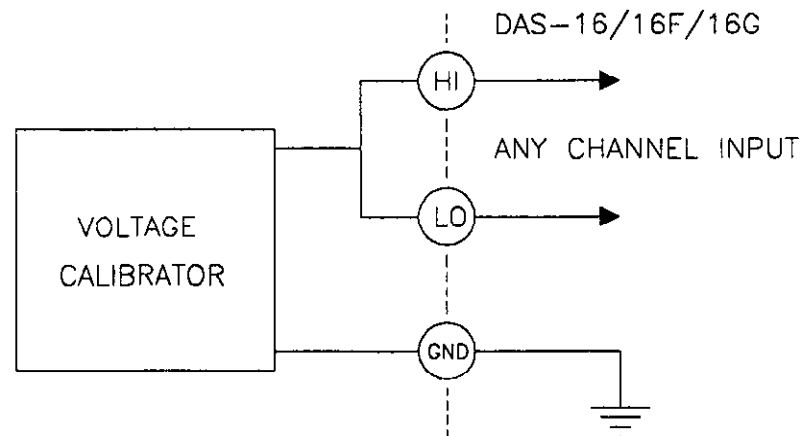 DAS-16/16F/16G
HI
ANY CHANNEL INPUT
LO
VOLTAGE
CALIBRATOR
GND